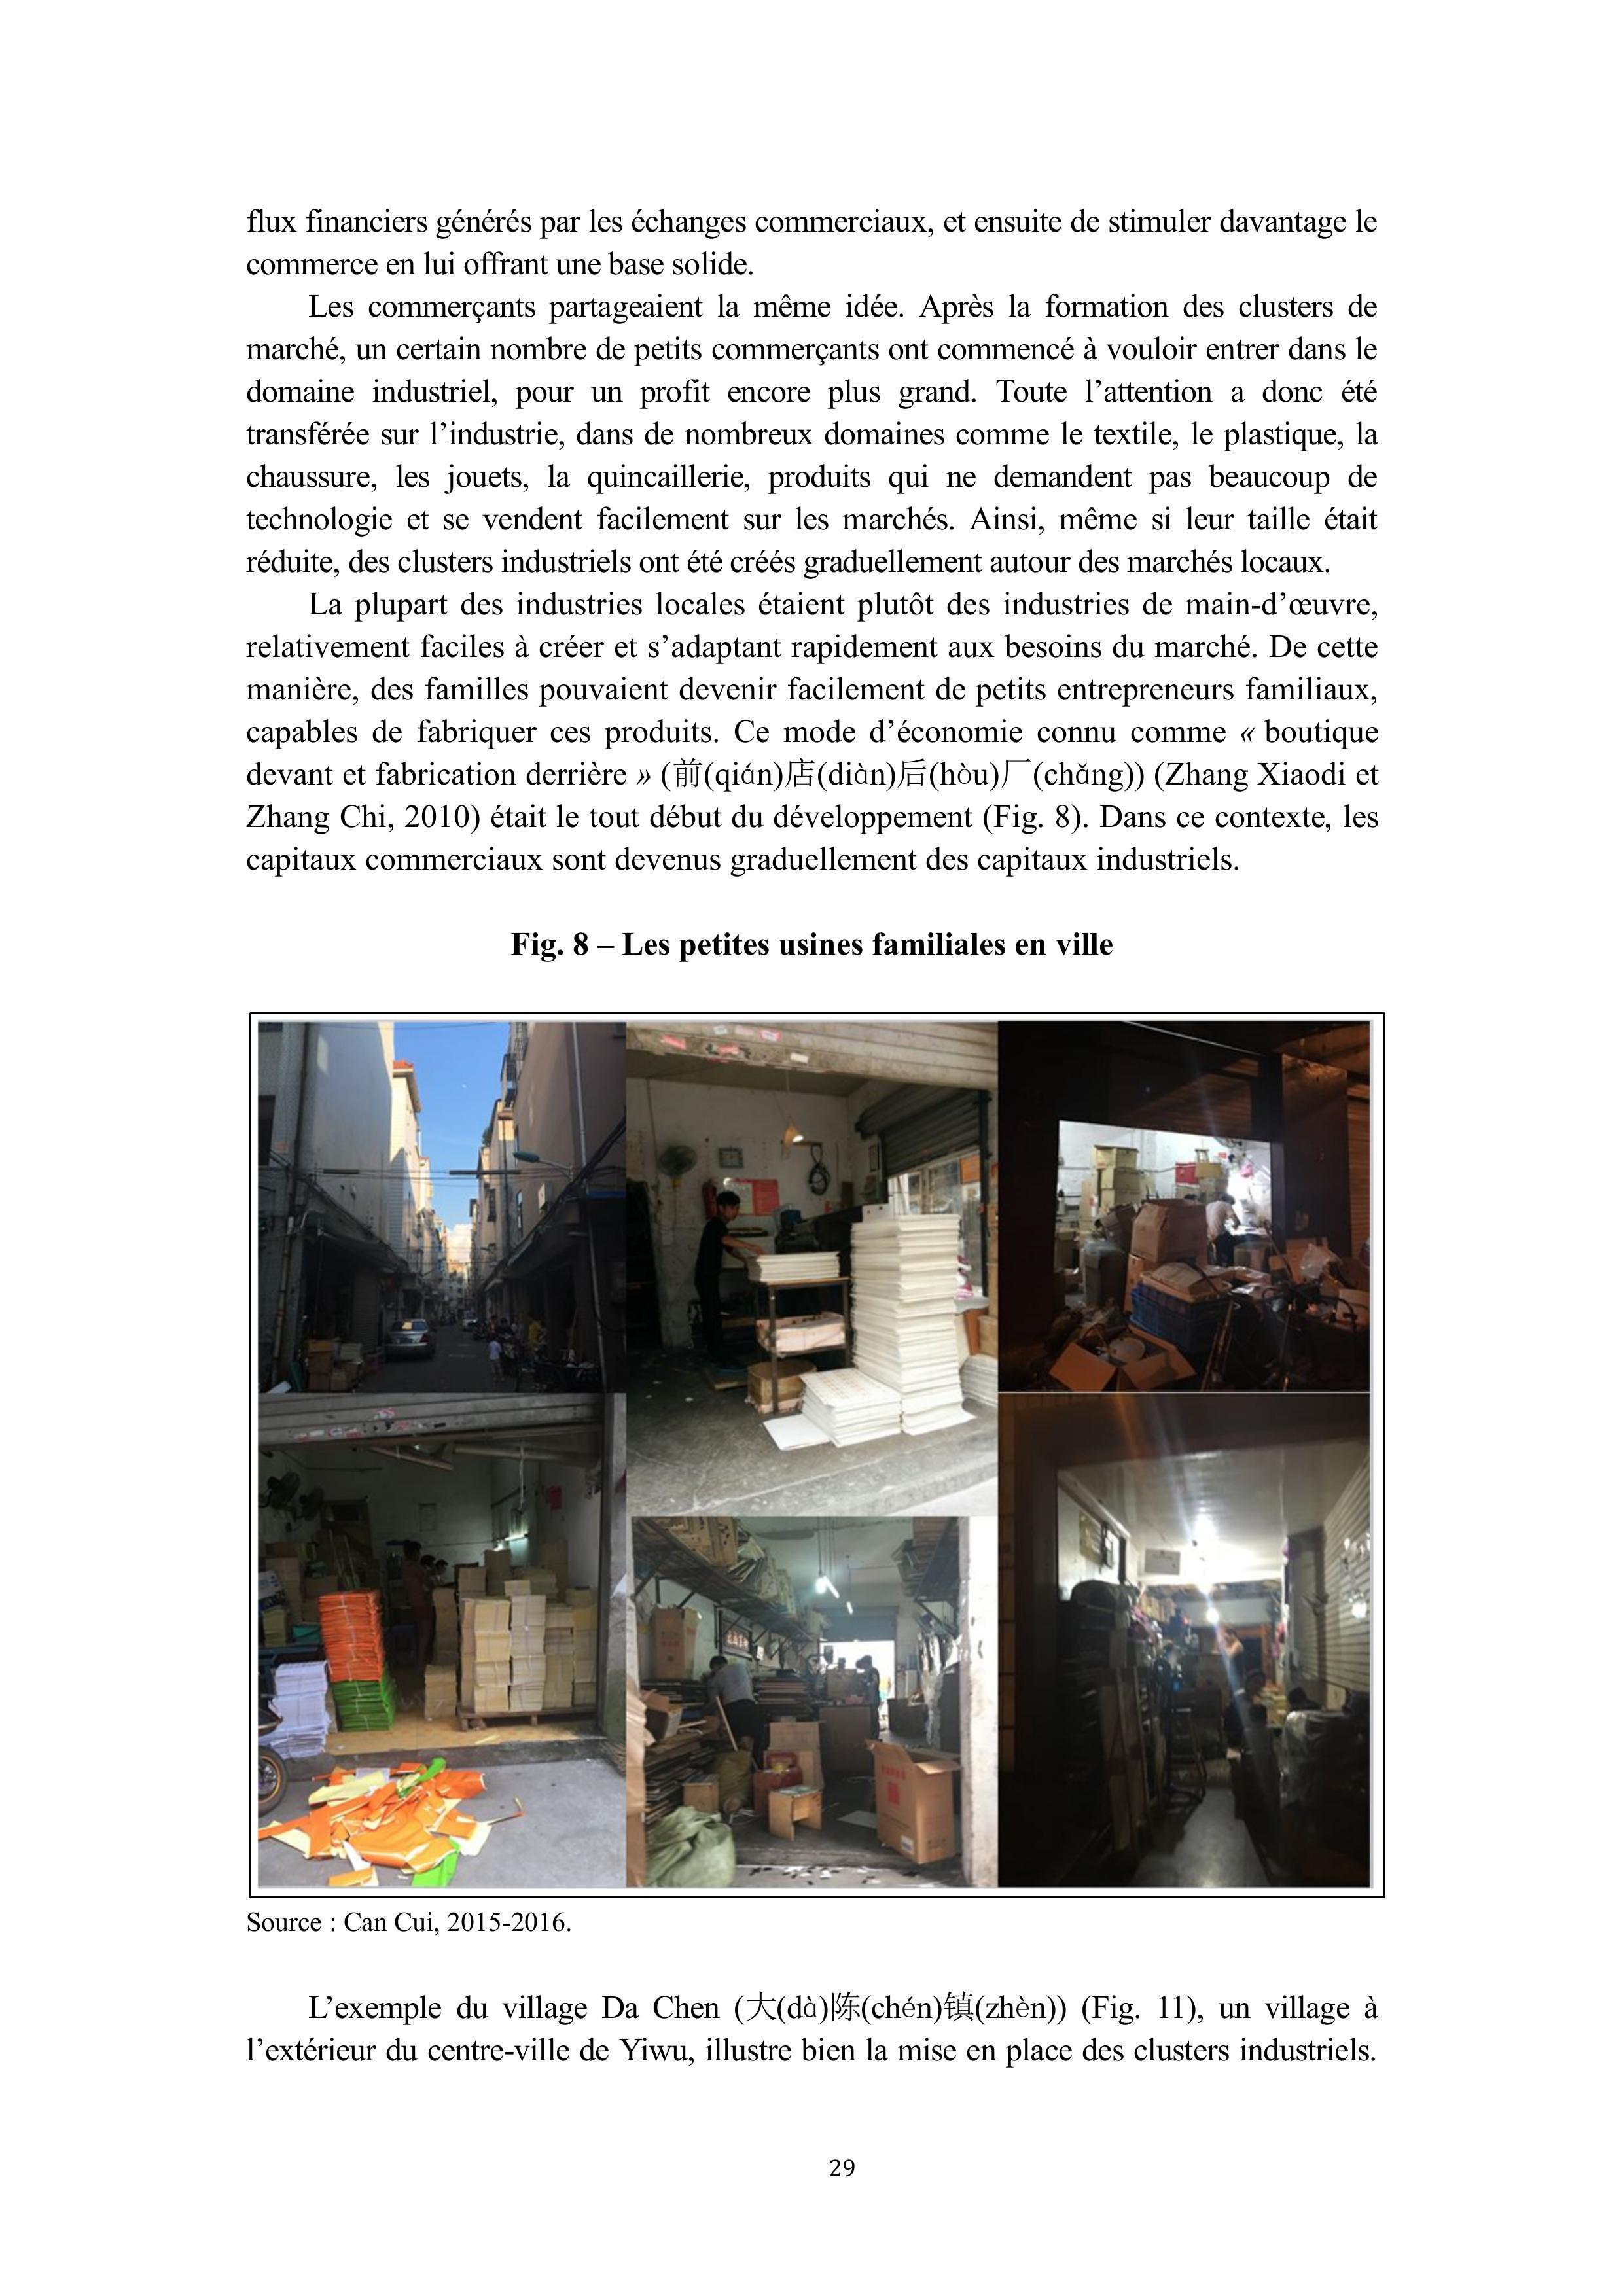 flux financiers générés par les échanges commerciaux, et ensuite de stimuler davantage le
commerce en lui offrant une base solide.
Les commerçants partageaient la même idée. Après la formation des clusters de
marché, un certain nombre de petits commerçants ont commencé à vouloir entrer dans le
domaine industriel, pour un profit encore plus grand. Toute l’attention a donc été
transférée sur l’industrie, dans de nombreux domaines comme le textile, le plastique, la
chaussure, les jouets, la quincaillerie, produits qui ne demandent pas beaucoup de
technologie et se vendent facilement sur les marchés. Ainsi, même si leur taille était
réduite, des clusters industriels ont été créés graduellement autour des marchés locaux.
La plupart des industries locales étaient plutôt des industries de main-d’œuvre,
relativement faciles à créer et s’adaptant rapidement aux besoins du marché. De cette
manière, des familles pouvaient devenir facilement de petits entrepreneurs familiaux,
capables de fabriquer ces produits. Ce mode d’économie connu comme « boutique
devant et fabrication derrière » (前(qián)店(diàn)后(hòu)厂(chǎng)) (Zhang Xiaodi et
Zhang Chi, 2010) était le tout début du développement (Fig. 8). Dans ce contexte, les
capitaux commerciaux sont devenus graduellement des capitaux industriels.
Fig. 8 – Les petites usines familiales en ville
Source : Can Cui, 2015-2016.
L’exemple du village Da Chen (大(dà)陈(chén)镇(zhèn)) (Fig. 11), un village à
l’extérieur du centre-ville de Yiwu, illustre bien la mise en place des clusters industriels.
29